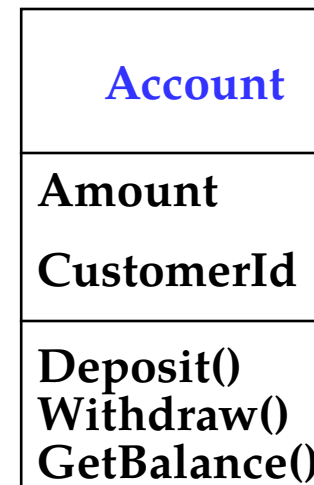 Account
Amount
CustomerId
Deposit()
Withdraw()
GetBalance()